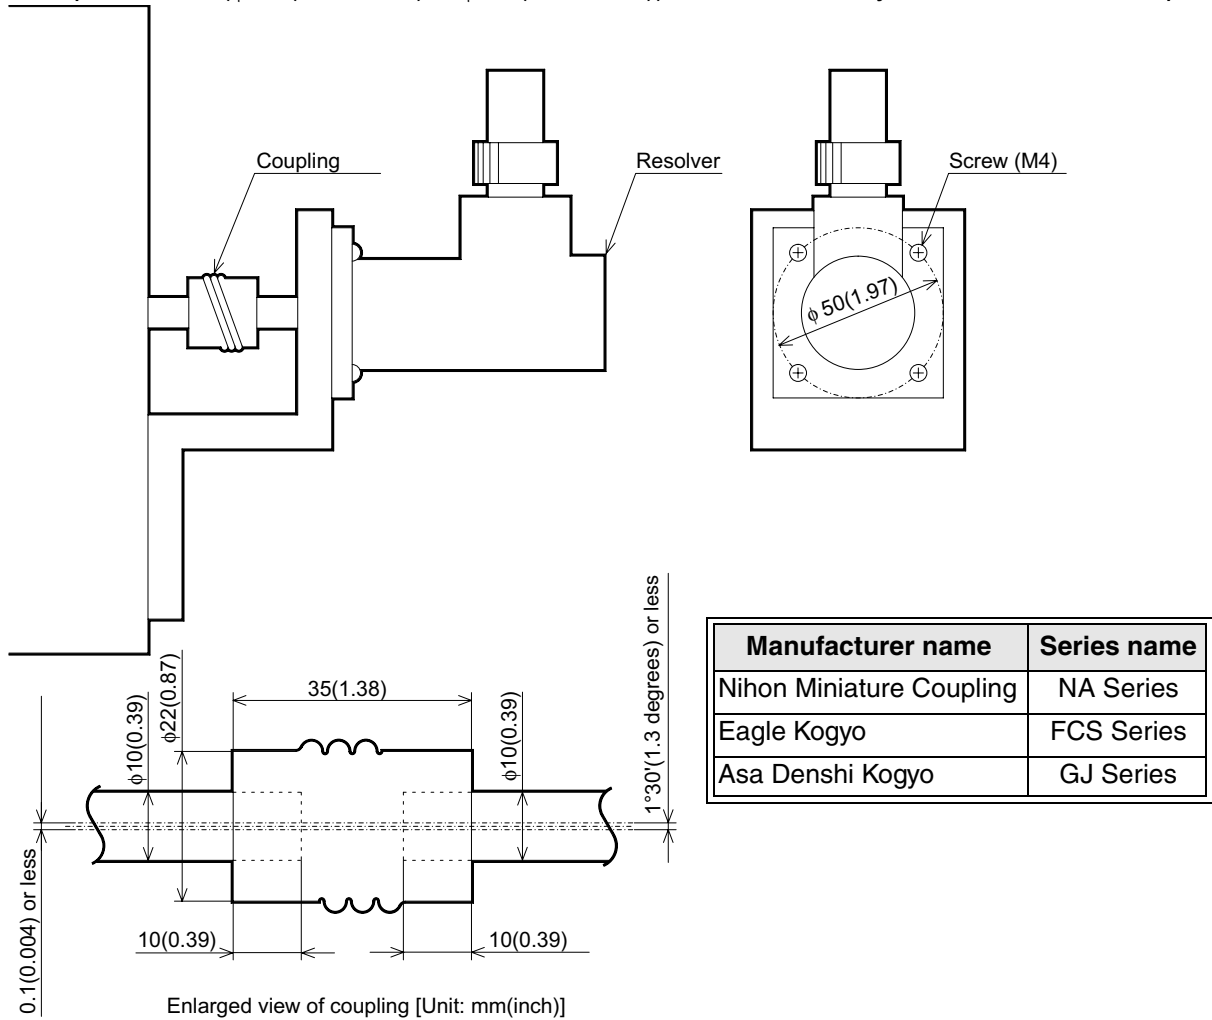 Coupling
Resolver
Screw (M4)
ϕ 50(1.97)
Manufacturer name Series name
Nihon Miniature Coupling NA Series
Eagle Kogyo FCS Series
Asa Denshi Kogyo GJ Series
0.1(0.004) or less
ϕ10(0.39)
ϕ22(0.87)
35(1.38)
ϕ10(0.39)
1°30'(1.3 degrees) or less
10(0.39)
10(0.39)
Enlarged view of coupling [Unit: mm(inch)]